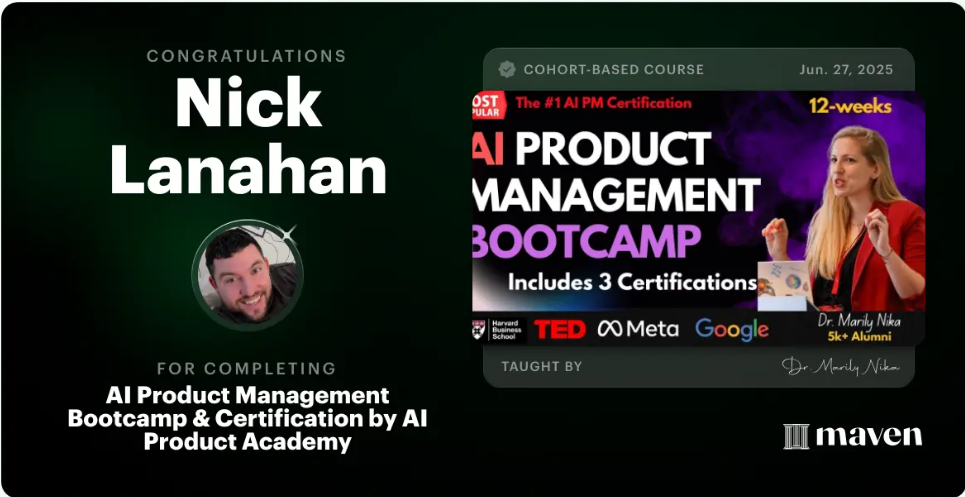 CONGRATULATIONS
Nick
Lanahan
FOR COMPLETING
AI Product Management
Bootcamp & Certification by AI
Product Academy
COHORT-BASED COURSE
Jun. 27, 2025
OST
PULAR
The #1 AI PM Certification
12-weeks
AI PRODUCT
MANAGEMENT
BOOTCAMP
Includes 3 Certifications
Harvard
Business
School
TED
Meta
Google
Dr. Marily Nika
5k+ Alumni
TAUGHT BY
Dr. Marily Nika
maven